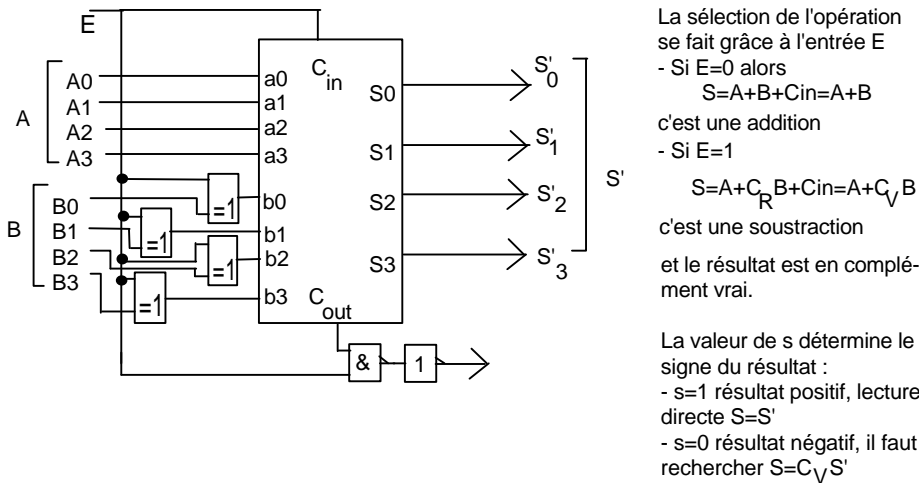 E
A
A0
A1
A2
A3
B
B0
B1
B2
B3
=1
=1
=1
=1
Cin
a0
a1
a2
a3
b0
b1
b2
b3
Cout
S0
S1
S2
S3
S'0
S'1
S'2
S'3
S'
&
1
La sélection de l'opération
se fait grâce à l'entrée E
- Si E=0 alors
S=A+B+Cin=A+B
c'est une addition
- Si E=1
S=A+CRB+Cin=A+CVB
c'est une soustraction
et le résultat est en complé-
ment vrai.
La valeur de s détermine le
signe du résultat :
- s=1 résultat positif, lecture
directe S=S'
- s=0 résultat négatif, il faut
rechercher S=CVS'